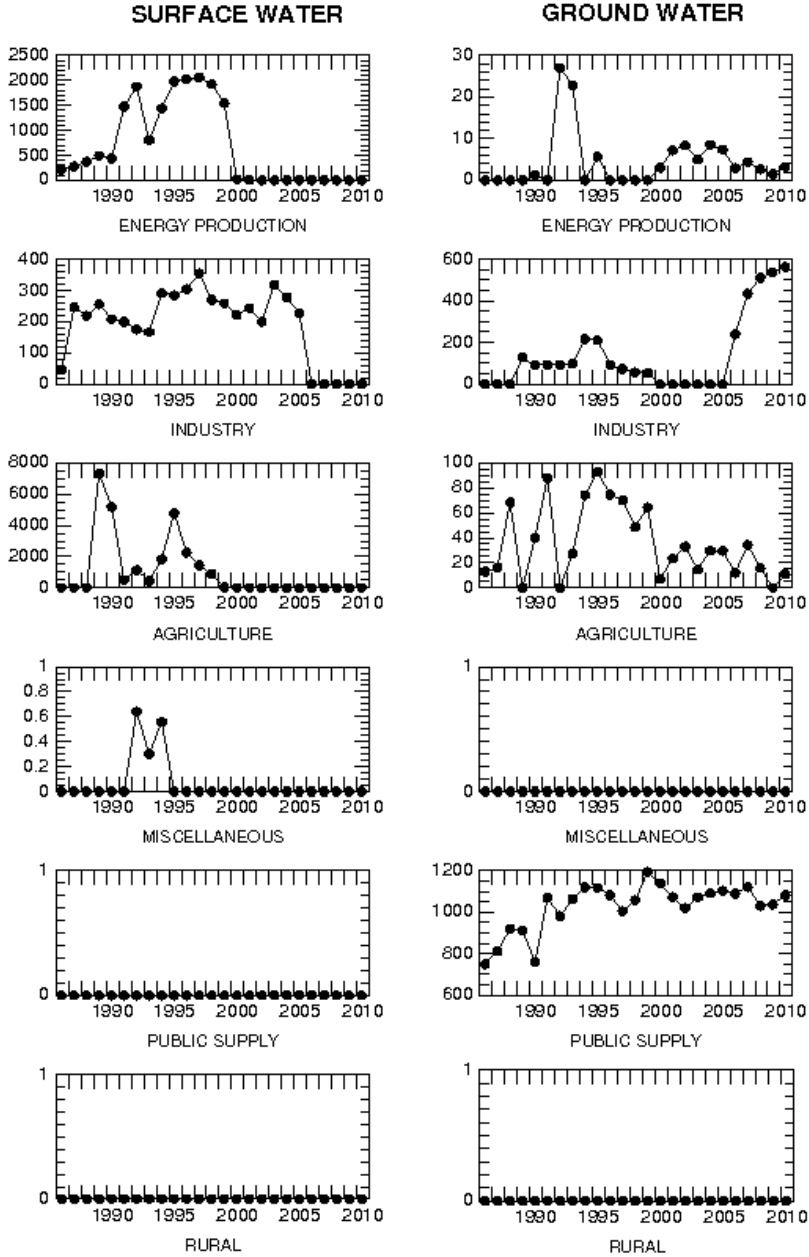 SURFACE WATER GROUND WATER
2500 30
2000
1500 20
1000 10
500
0 0
1990 1995 2000 2005 2010 1990 1995 2000 2005 2010
ENERGY PRODUCTION ENERGY PRODUCTION
400 600
300 400
200
100 200
0 0
1990 1995 2000 2005 2010 1990 1995 2000 2005 2010
INDUSTRY INDUSTRY
8000 100
6000 80
4000 60
40
2000 20
0 0
1990 1995 2000 2005 2010 1990 1995 2000 2005 2010
AGRICULTURE AGRICULTURE
1 1
0.8
0.6
0.4
0.2
0 0
1990 1995 2000 2005 2010 1990 1995 2000 2005 2010
MISCELLANEOUS MISCELLANEOUS
1 1200
1000
800
0 600
1990 1995 2000 2005 2010 1990 1995 2000 2005 2010
PUBLIC SUPPLY PUBLIC SUPPLY
1 1
0 0
1990 1995 2000 2005 2010 1990 1995 2000 2005 2010
RURAL RURAL